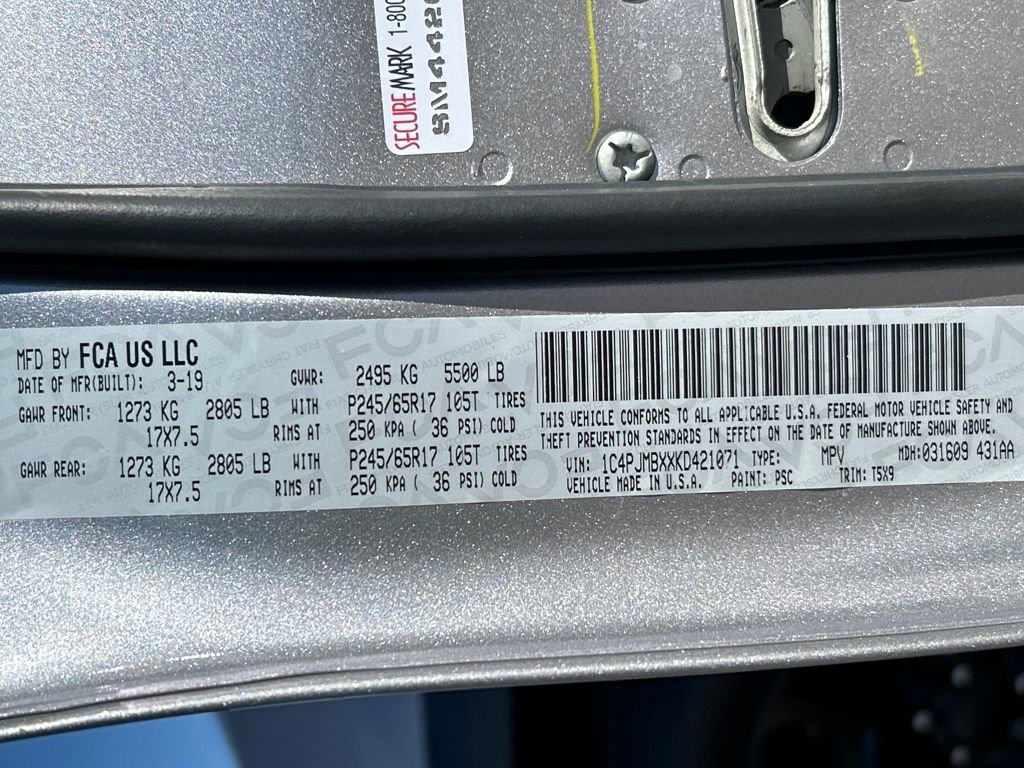 SECUREMARK 1-800
SM4428
MFD BY FCA US LLC
DATE OF MFR(BUILT): 3-19 GVWR: 2495 KG 5500 LB
GAWR FRONT: 1273 KG 2805 LB WITH P245/65R17 105T TIRES
17X7.5 RIMS AT 250 KPA ( 36 PSI) COLD
GAWR REAR: 1273 KG 2805 LB WITH P245/65R17 105T TIRES
17X7.5 RIMS AT 250 KPA ( 36 PSI) COLD
THIS VEHICLE CONFORMS TO ALL APPLICABLE U.S.A. FEDERAL MOTOR VEHICLE SAFETY AND
THEFT PREVENTION STANDARDS IN EFFECT ON THE DATE OF MANUFACTURE SHOWN ABOVE.
VIN: 1C4PJMBXXKD421071 TYPE: MPV MDH:031609 431AA
VEHICLE MADE IN U.S.A. PAINT: PSC TRIM: T5X9